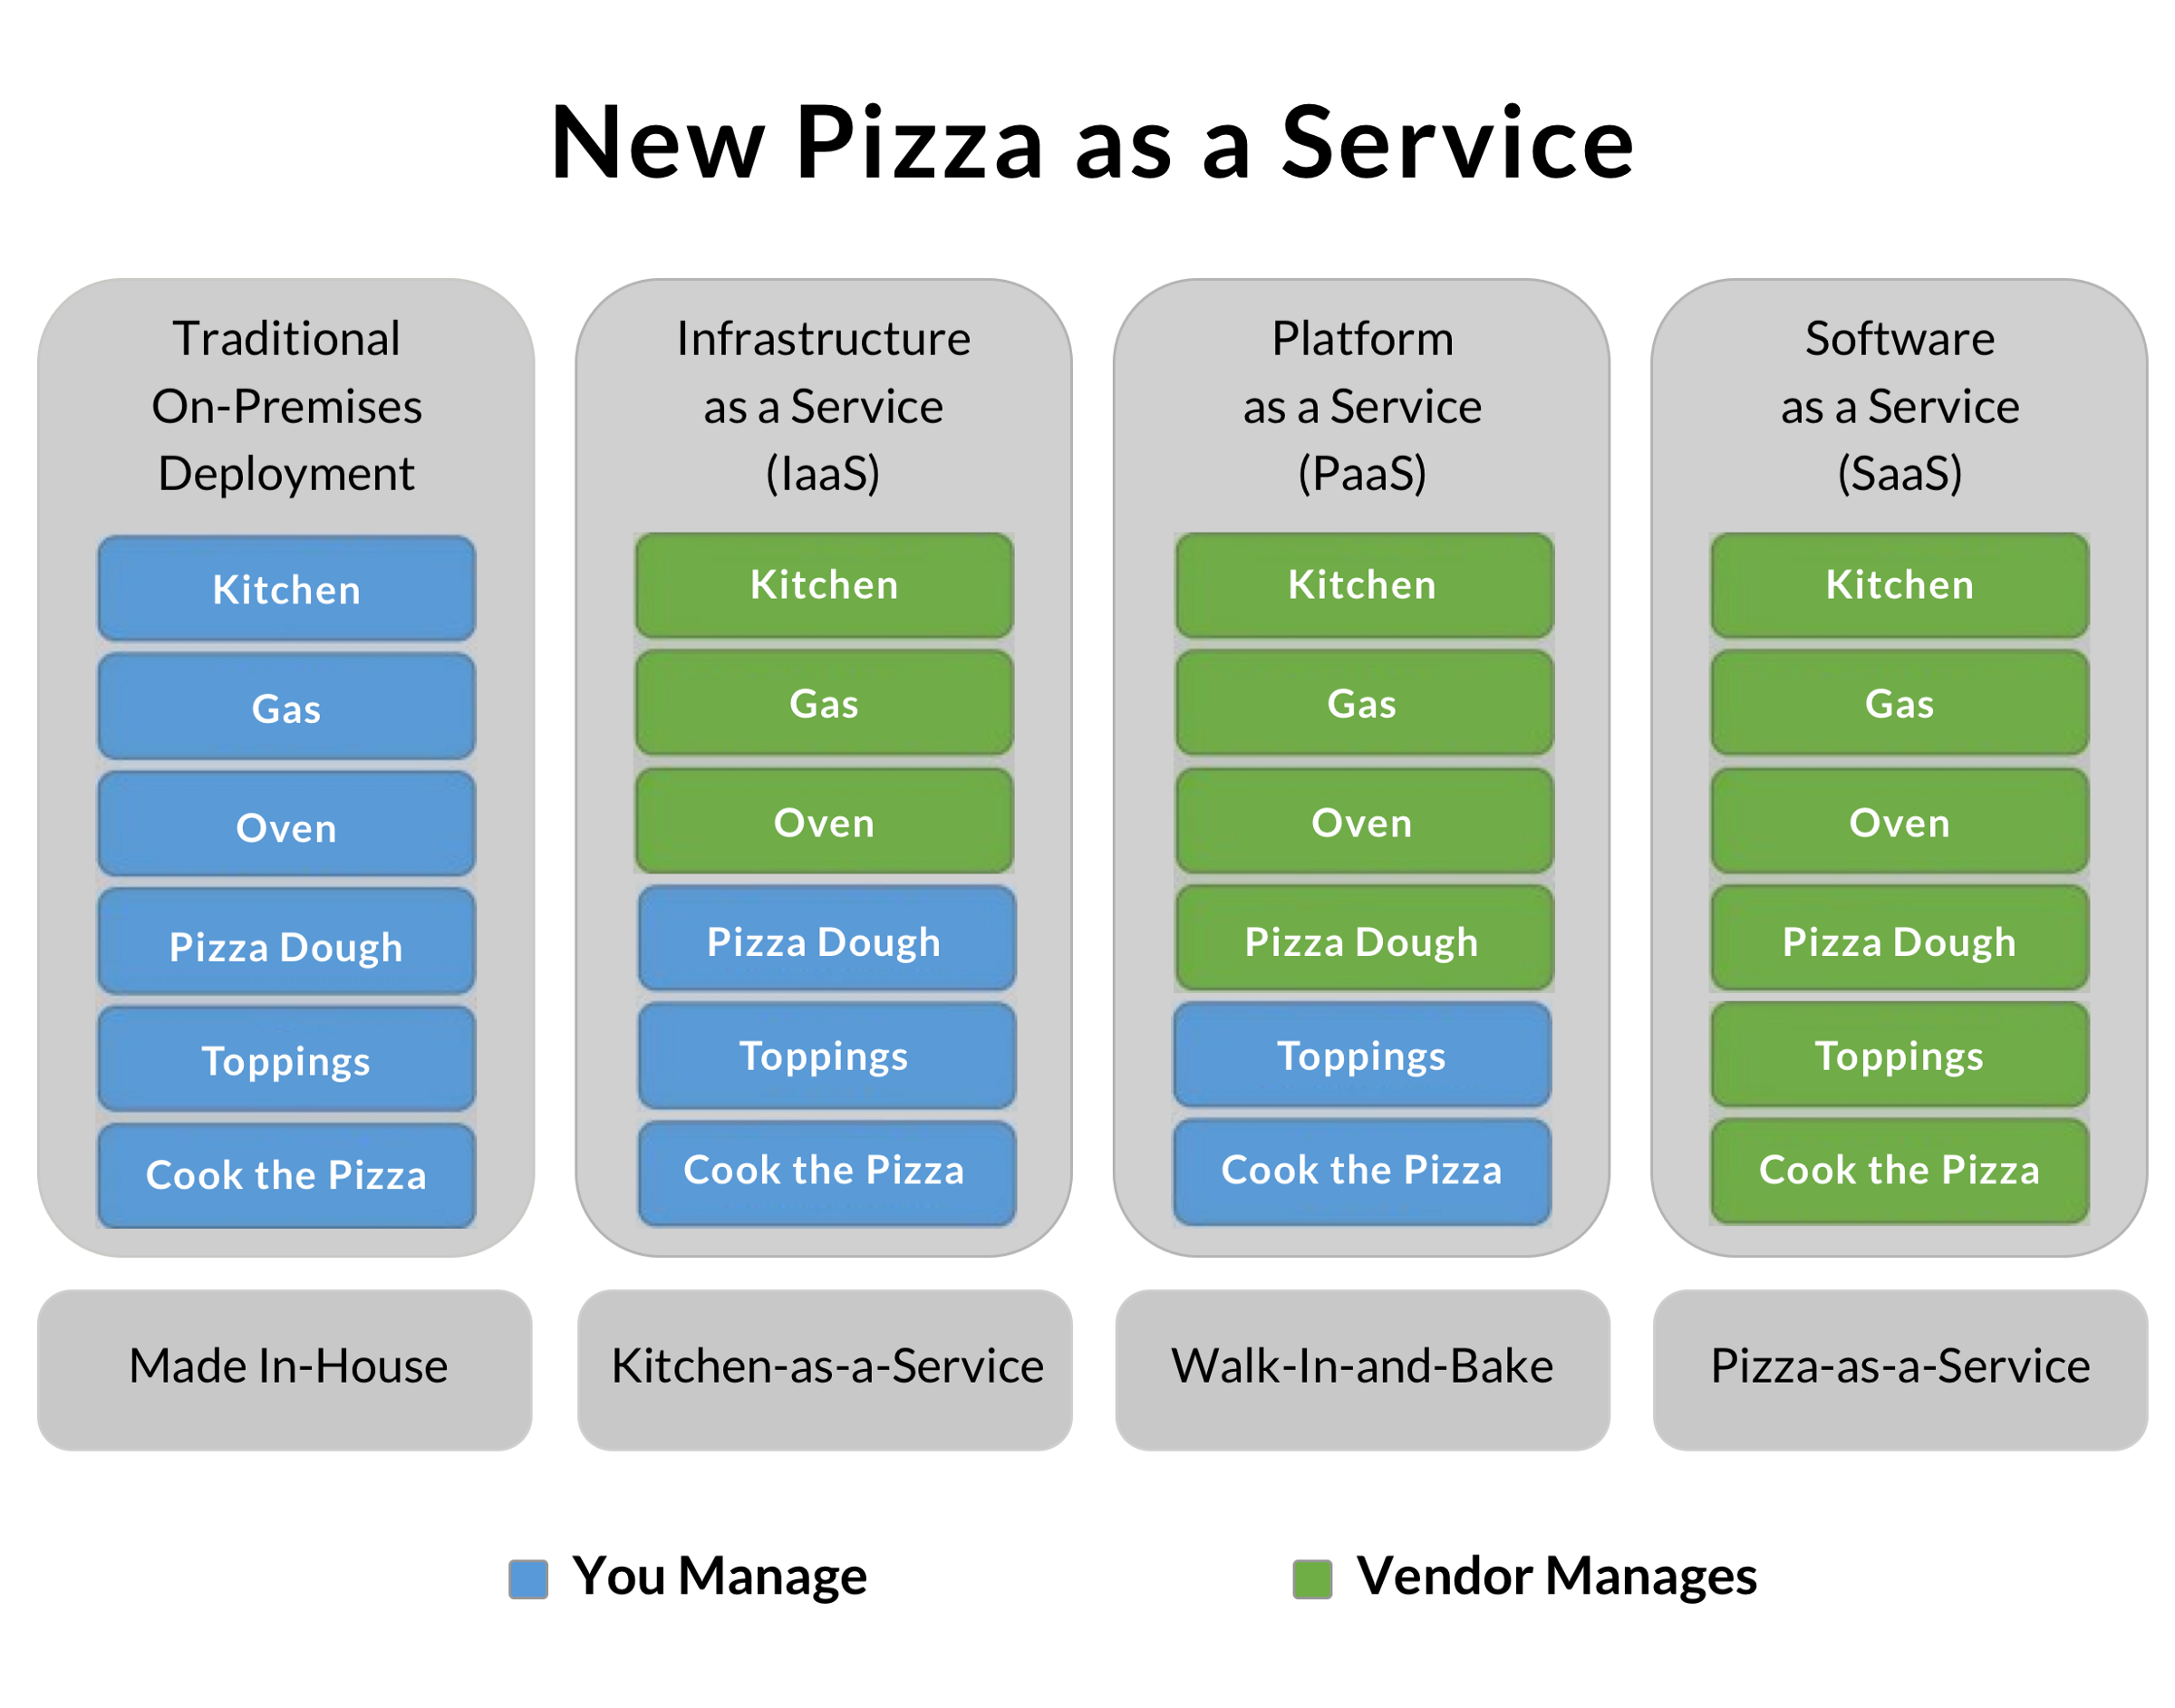 New Pizza as a Service
Traditional
On-Premises
Deployment
Kitchen
Gas
Oven
Pizza Dough
Toppings
Cook the Pizza
Made In-House
Infrastructure
as a Service
(IaaS)
Kitchen
Gas
Oven
Pizza Dough
Toppings
Cook the Pizza
Kitchen-as-a-Service
Platform
as a Service
(PaaS)
Kitchen
Gas
Oven
Pizza Dough
Toppings
Cook the Pizza
Walk-In-and-Bake
Software
as a Service
(SaaS)
Kitchen
Gas
Oven
Pizza Dough
Toppings
Cook the Pizza
Pizza-as-a-Service
You Manage
Vendor Manages